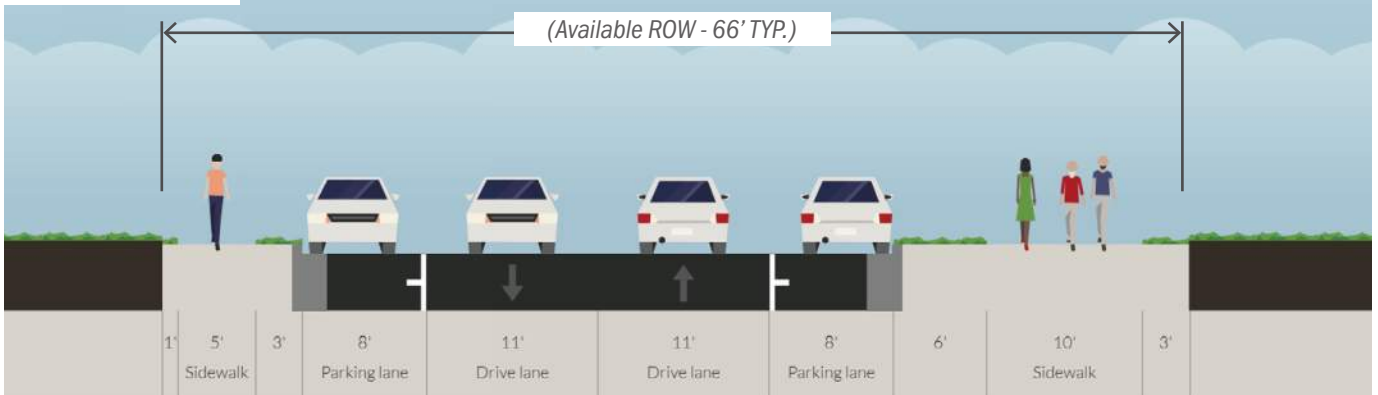 (Available ROW - 66' TYP.)
1' 5' 3' 8' 11' 11' 8' 6' 10' 3'
Sidewalk Parking lane Drive lane Drive lane Parking lane Sidewalk